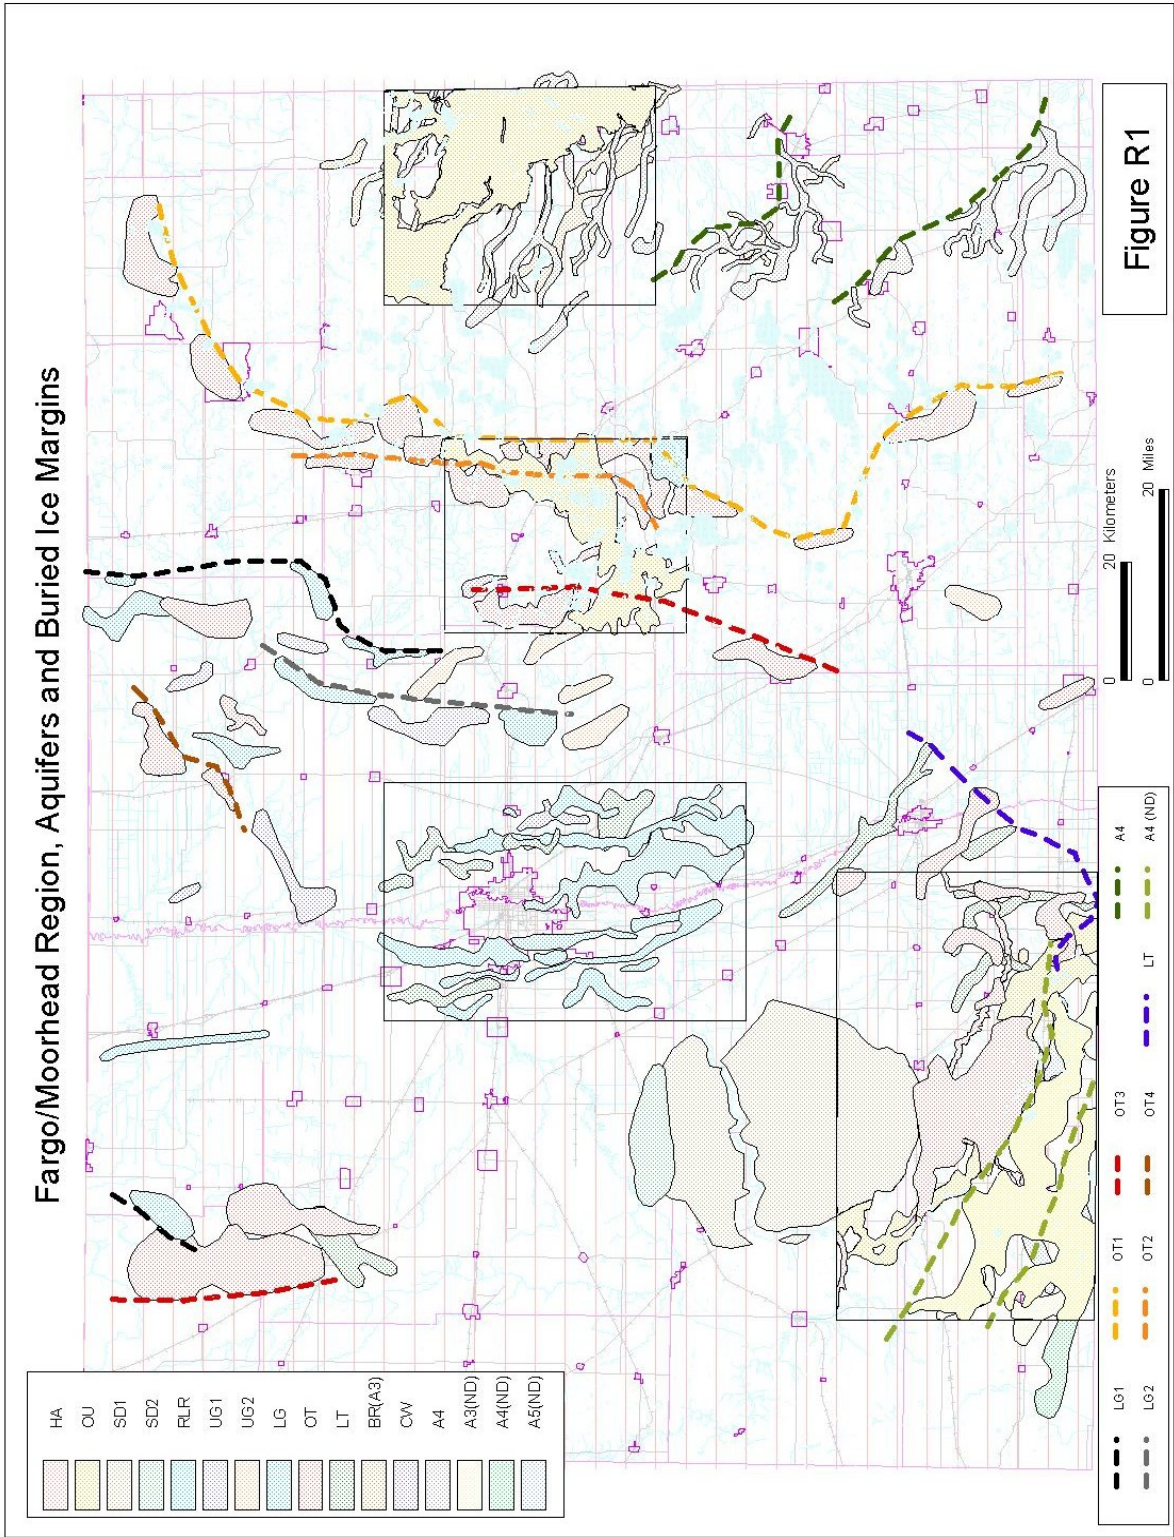 Fargo/Moorhead Region, Aquifers and Buried Ice Margins
HA
OU
SD1
SD2
RLR
UG1
UG2
LG
OT
LT
BR(A3)
CW
A4
A3(ND)
A4(ND)
A5(ND)
LG1
OT1
OT3
A4
LG2
OT2
OT4
LT
A4 (ND)
0 20 Kilometers
0 20 Miles
Figure R1